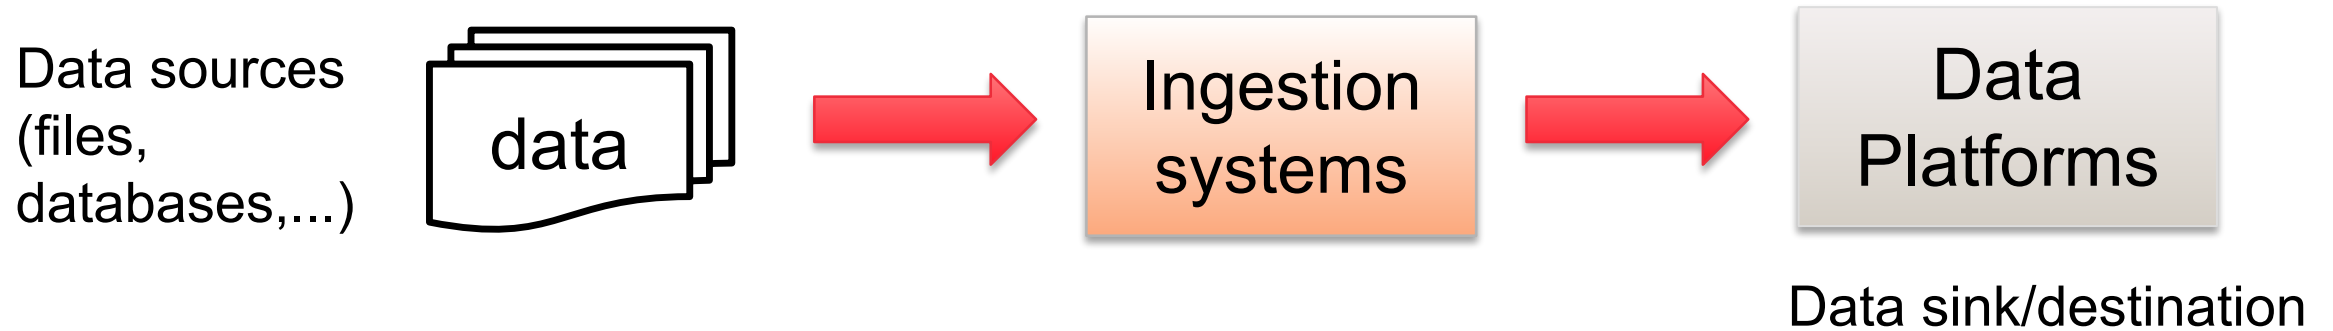 Data sources
(files,
databases,...)
data
Ingestion
systems
Data
Platforms
Data sink/destination